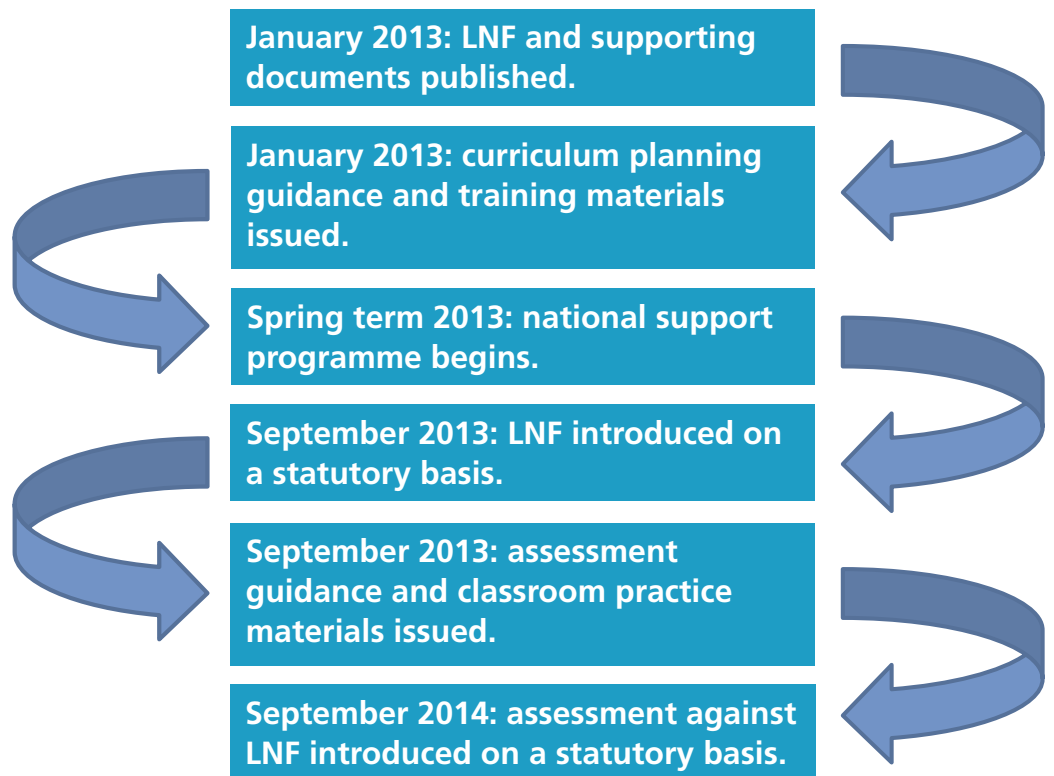 January 2013: LNF and supporting
documents published.
January 2013: curriculum planning
guidance and training materials
issued.
Spring term 2013: national support
programme begins.
September 2013: LNF introduced on
a statutory basis.
September 2013: assessment
guidance and classroom practice
materials issued.
September 2014: assessment against
LNF introduced on a statutory basis.